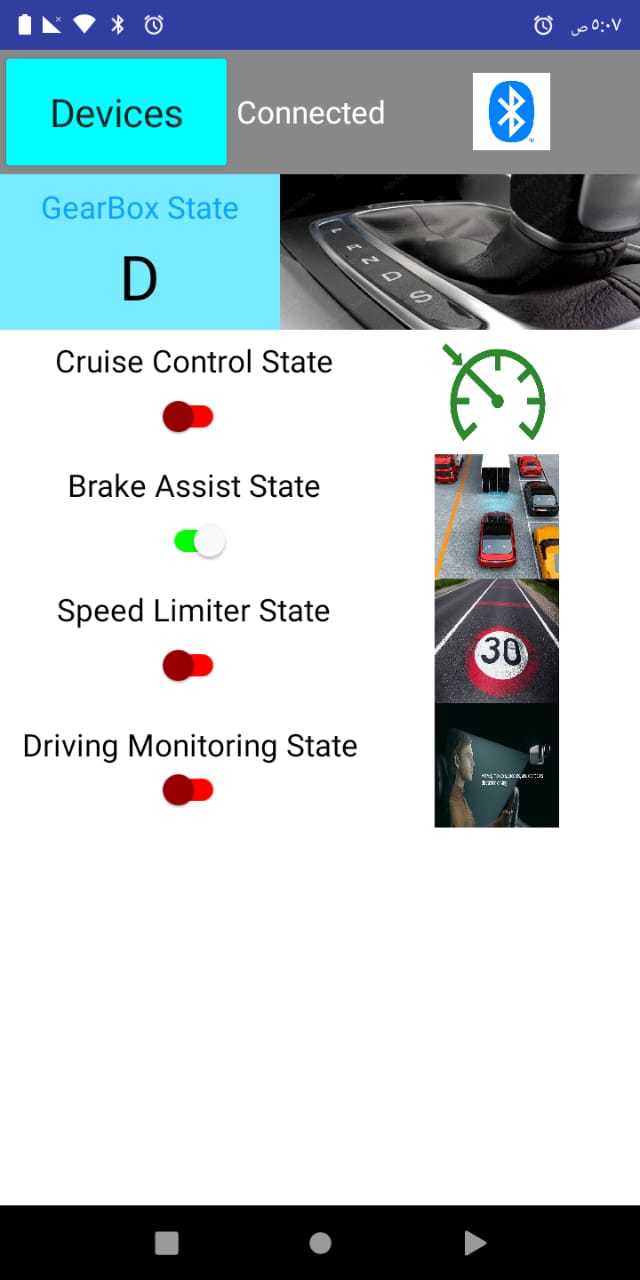 ٥:٠٧ ص
Devices
Connected
GearBox State
D
P
R
N
D
S
Cruise Control State
Brake Assist State
Speed Limiter State
30
Driving Monitoring State